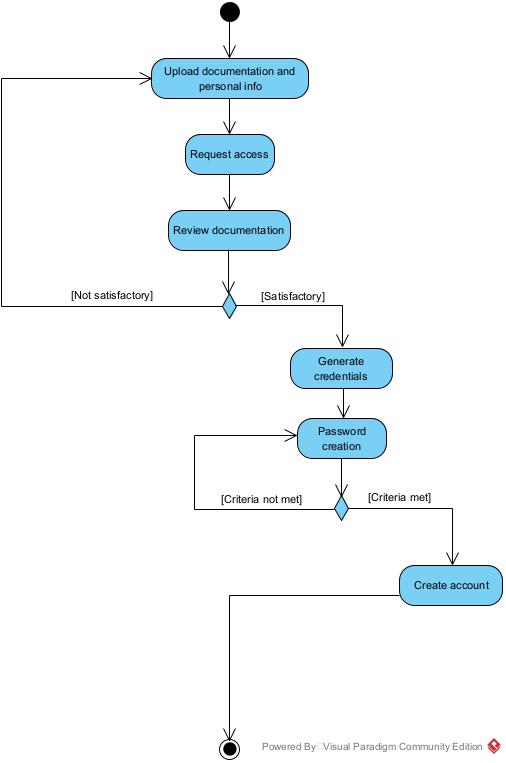 Upload documentation and
personal info
Request access
Review documentation
[Not satisfactory]
[Satisfactory]
Generate
credentials
Password
creation
[Criteria not met]
[Criteria met]
Create account
Powered By Visual Paradigm Community Edition